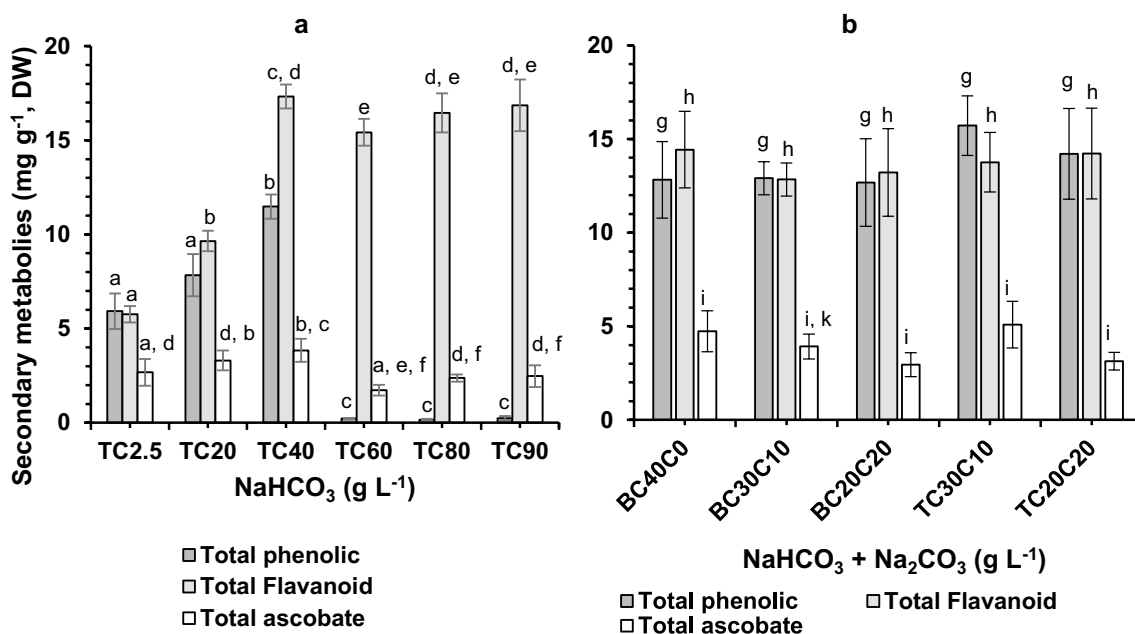 a
20
15
10
5
0
Secondary metabolies (mg g-1, DW)
a
a
a, d
a
b
d, b
b
c, d
b, c
c
e
a, e, f
c
d, e
d, f
c
d, e
d, f
TC2.5 TC20 TC40 TC60 TC80 TC90
NaHCO3 (g L-1)
Total phenolic
Total Flavanoid
Total ascobate
b
20
15
10
5
0
g
h
i
g
h
i, k
g
h
i
g
h
i
g
h
i
BC40C0
BC30C10
BC20C20
TC30C10
TC20C20
NaHCO3 + Na2CO3 (g L-1)
Total phenolic Total Flavanoid
Total ascobate